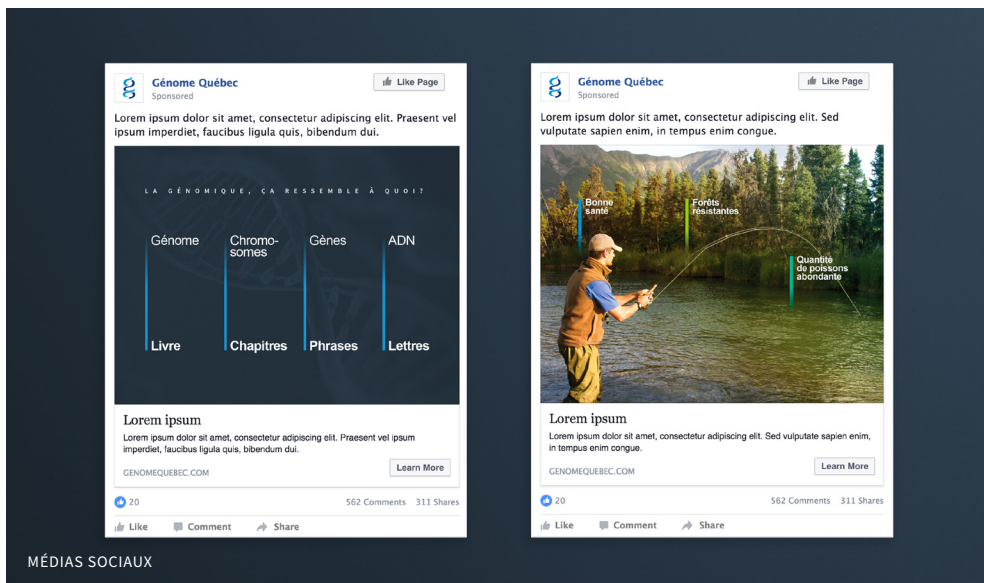 Génome Québec
Like Page
Sponsored
Lorem ipsum dolor sit amet, consectetur adipiscing elit. Praesent vel
ipsum imperdiet, faucibus ligula quis, bibendum dui.
LA GÉNOMIQUE, ÇA RESSEMBLE À QUOI?
Génome
Chromo-
somes
Gènes
ADN
Livre
Chapitres
Phrases
Lettres
Lorem ipsum
Lorem ipsum dolor sit amet, consectetur adipiscing elit. Praesent vel ipsum
imperdiet, faucibus ligula quis, bibendum dui.
GENOMEQUEBEC.COM
Learn More
20
562 Comments 311 Shares
Like Comment Share
Génome Québec
Like Page
Sponsored
Lorem ipsum dolor sit amet, consectetur adipiscing elit. Sed
vulputate sapien enim, in tempus enim congue.
Bonne
santé
Forêts
résistantes
Quantité
de poissons
abondante
Lorem ipsum
Lorem ipsum dolor sit amet, consectetur adipiscing elit. Sed vulputate sapien enim,
in tempus enim congue.
GENOMEQUEBEC.COM
Learn More
20
562 Comments 311 Shares
Like Comment Share
MÉDIAS SOCIAUX